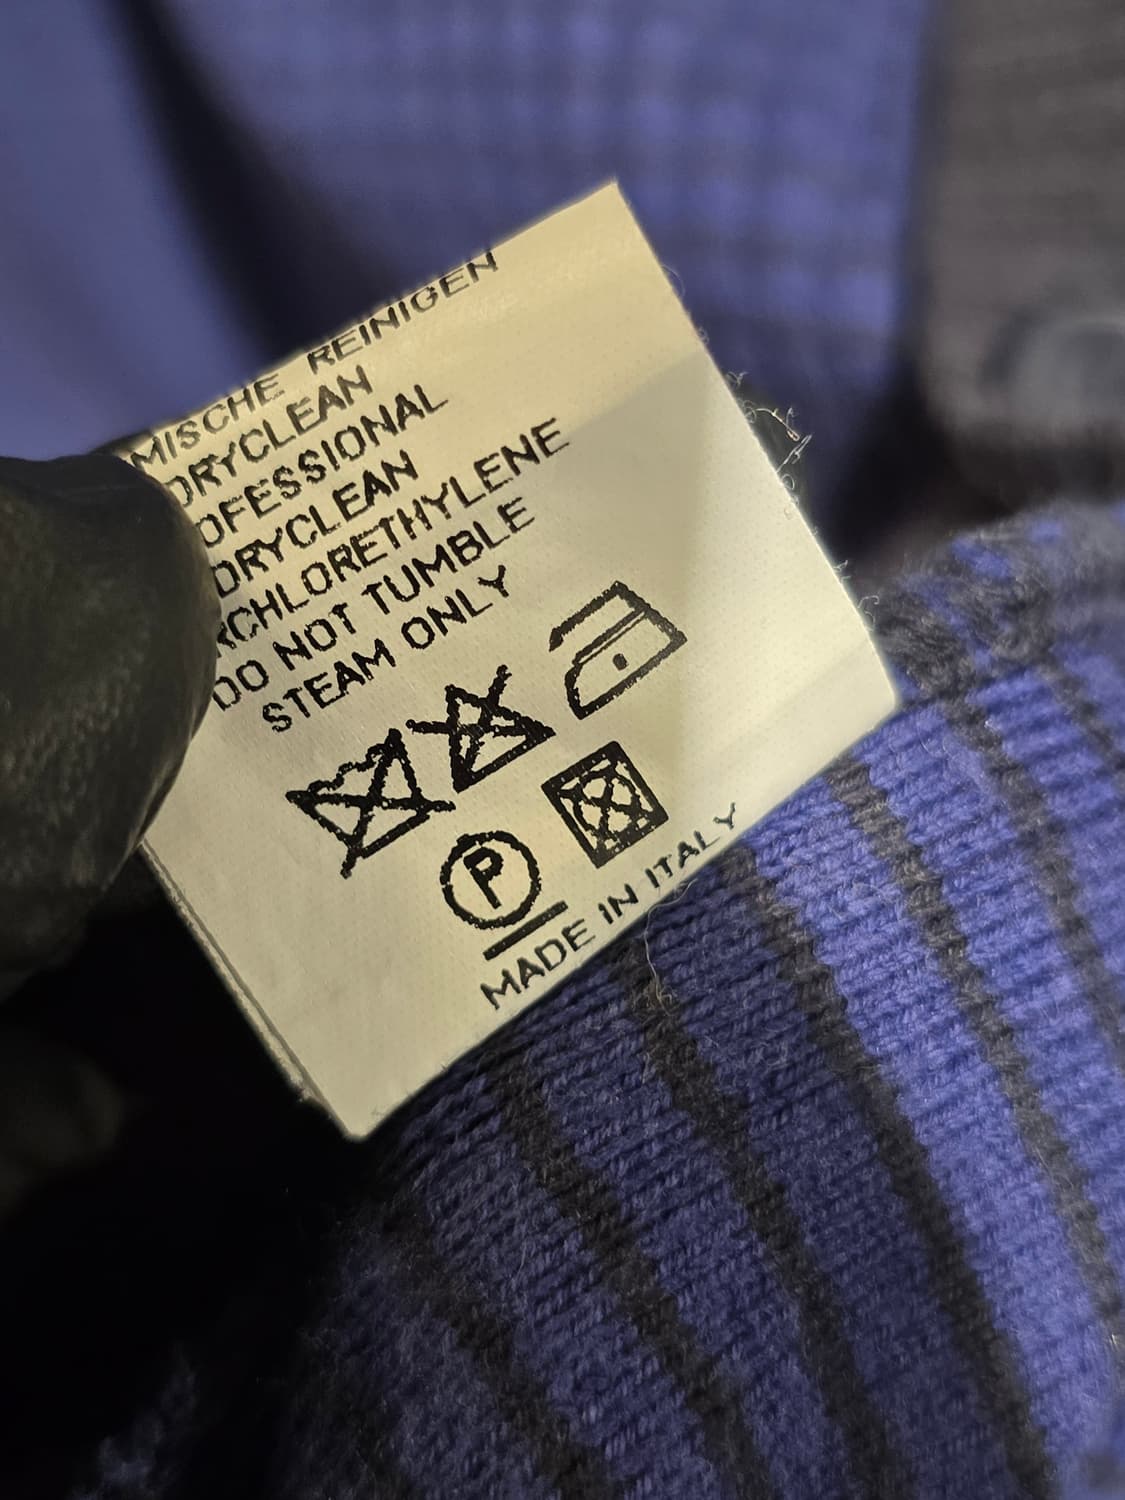 MISCHE REINIGEN
DRYCLEAN
OFESSIONAL
DRYCLEAN
RCHLORETHYLENE
DO NOT TUMBLE
STEAM ONLY
P
MADE IN ITALY